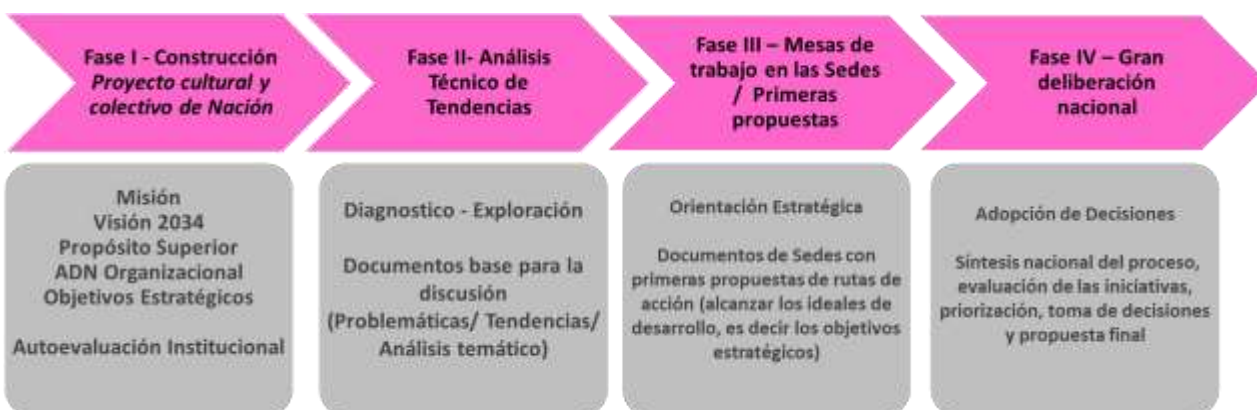 Fase I - Construcción
Proyecto cultural y
colectivo de Nación
Fase II- Análisis
Técnico de
Tendencias
Fase III – Mesas de
trabajo en las Sedes
/ Primeras
propuestas
Fase IV – Gran
deliberación
nacional
Misión
Visión 2034
Propósito Superior
ADN Organizacional
Objetivos Estratégicos
Autoevaluación Institucional
Diagnostico - Exploración
Documentos base para la
discusión
(Problemáticas/ Tendencias/
Análisis temático)
Orientación Estratégica
Documentos de Sedes con
primeras propuestas de rutas de
acción (alcanzar los ideales de
desarrollo, es decir los objetivos
estratégicos)
Adopción de Decisiones
Síntesis nacional del proceso,
evaluación de las iniciativas,
priorización, toma de decisiones
y propuesta final